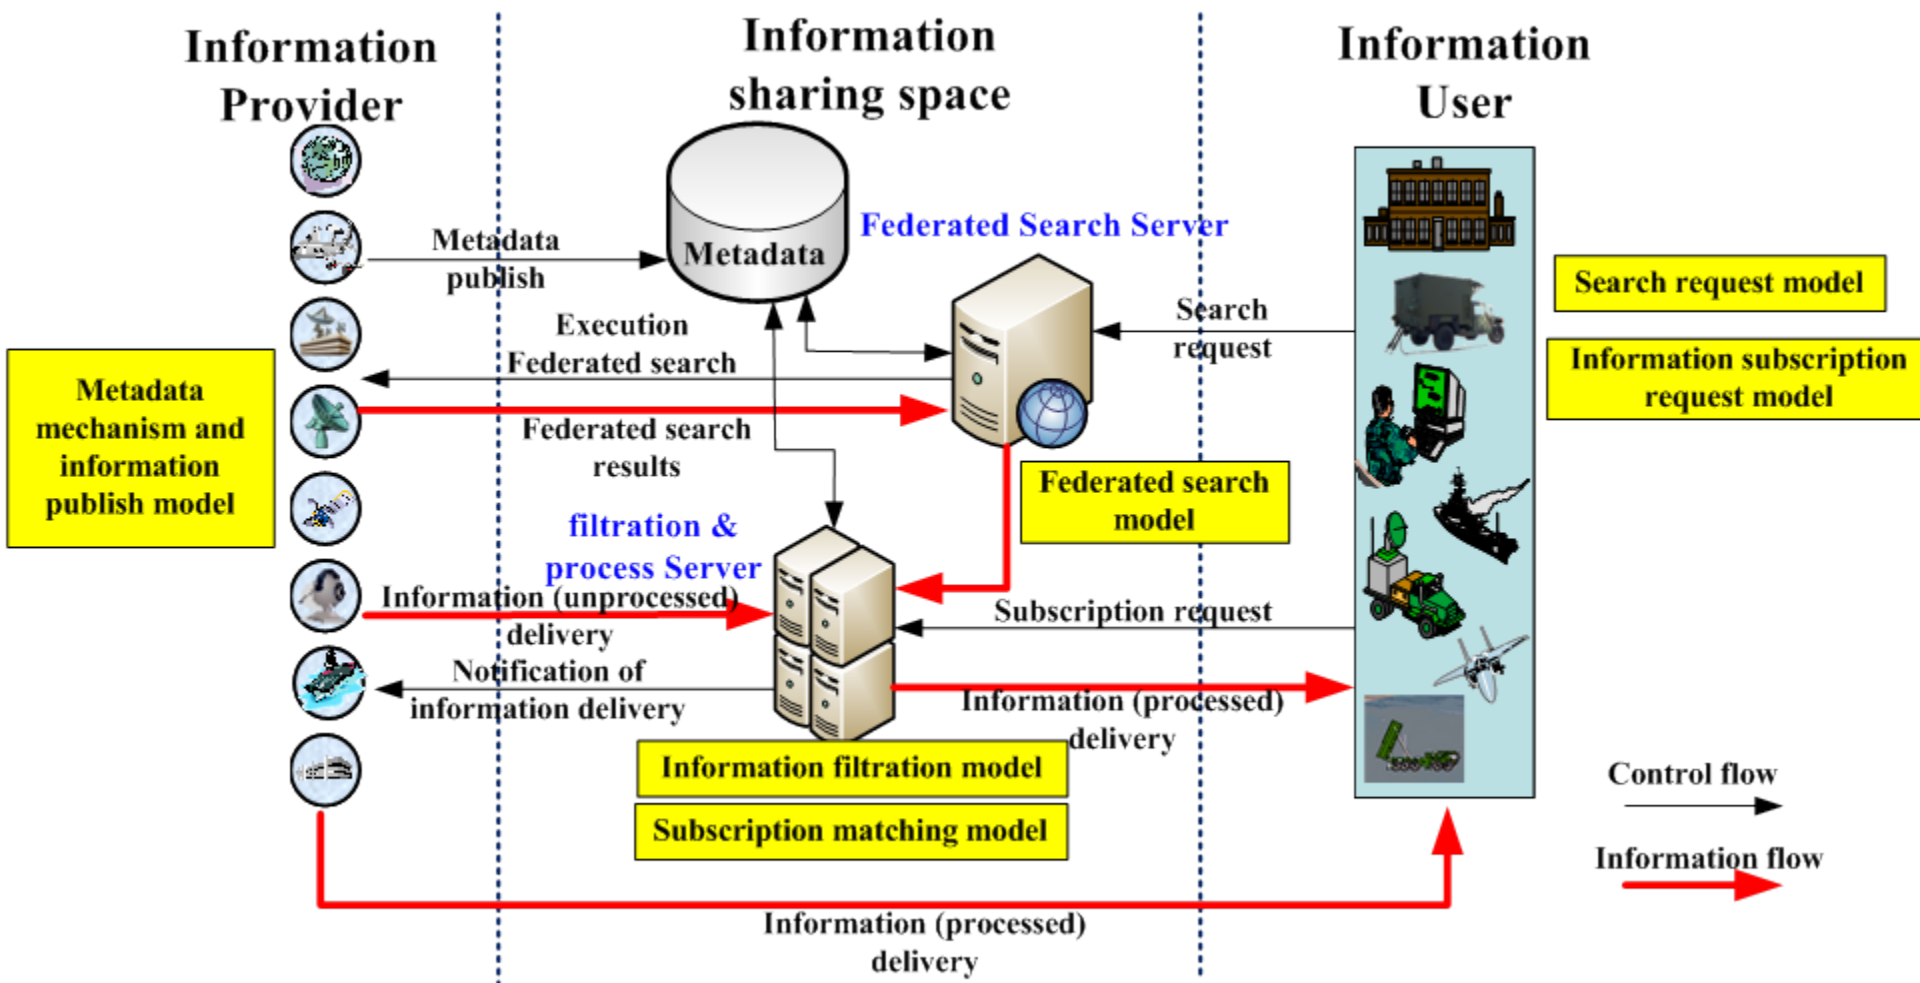 Information
Provider
Information
sharing space
Information
User
Metadata
Federated Search Server
Metadata
publish
Search
request
Search request model
Execution
Federated search
Information subscription
request model
Metadata
mechanism and
information
publish model
Federated search
results
Federated search
model
filtration &
process Server
Information (unprocessed)
delivery
Subscription request
Notification of
information delivery
Information (processed)
delivery
Information filtration model
Subscription matching model
Control flow
Information flow
Information (processed)
delivery